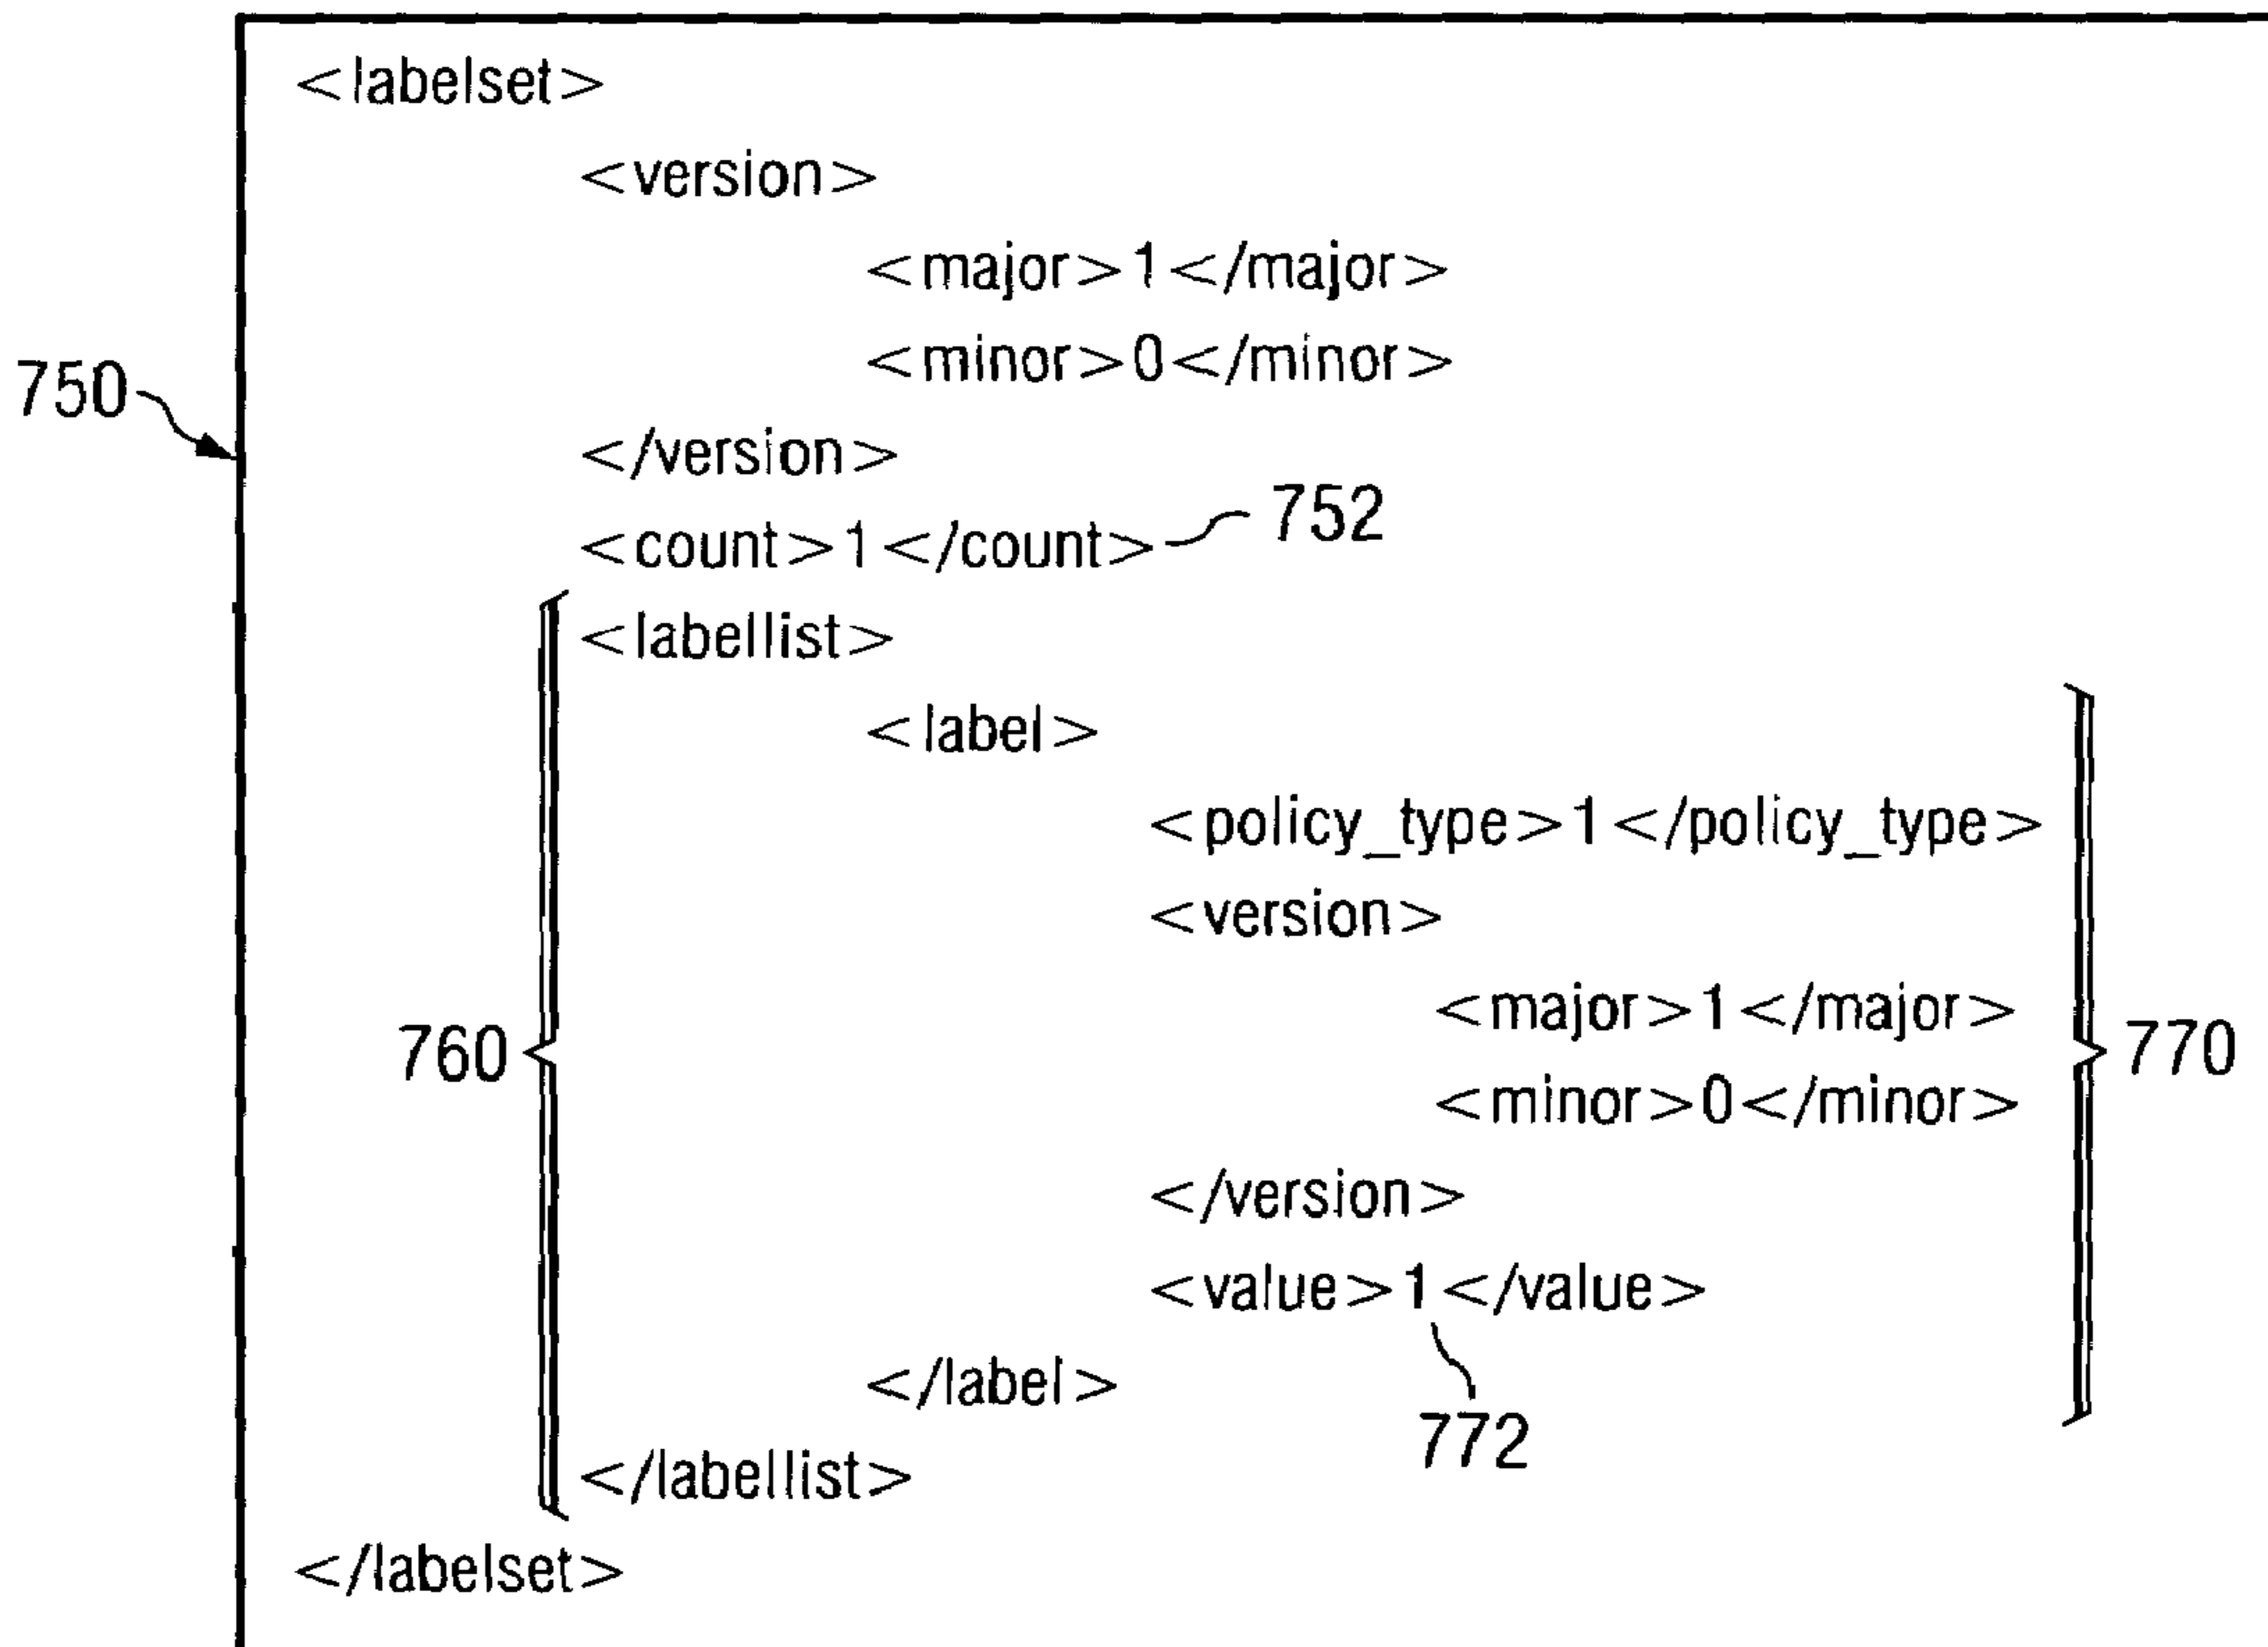 <labelset>
<version>
<major>1</major>
<minor>0</minor>
750
</version>
<count>1</count> 752
<labellist>
<label>
<policy_type>1</policy_type>
<version>
<major>1</major>
760 770
<minor>0</minor>
</version>
<value>1</value>
</label>
772
</labellist>
</labelset>